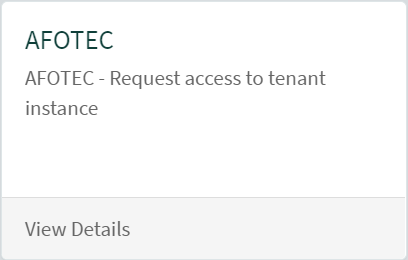 AFOTEC
AFOTEC - Request access to tenant
instance
View Details